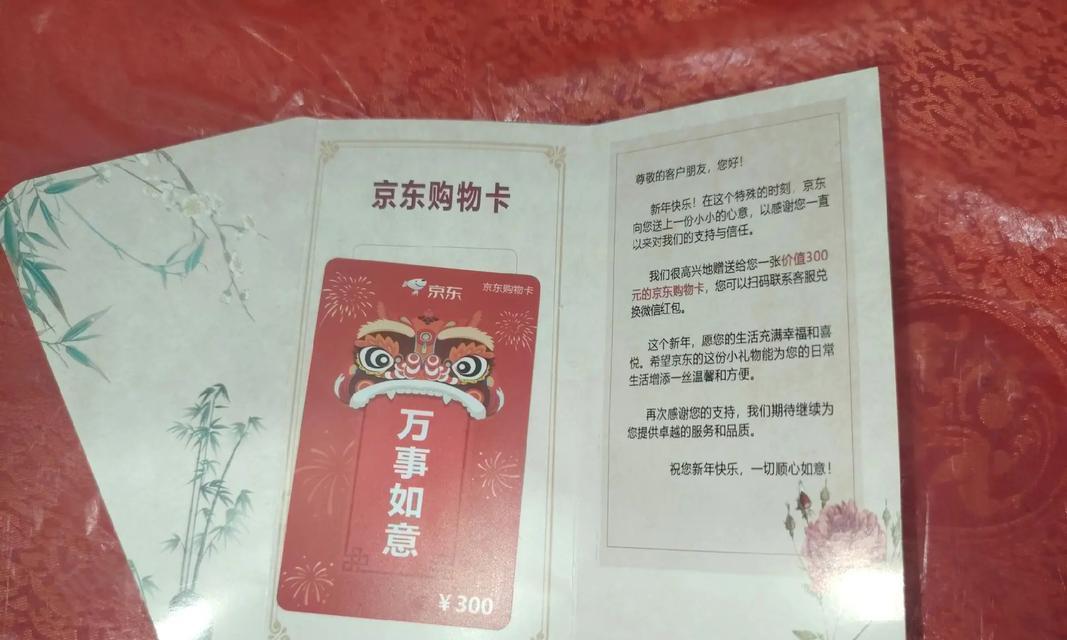 京东购物卡
京东
京东购物卡
万事如意
¥300
尊敬的客户朋友，您好！
新年快乐！在这个特殊的时刻，京东
向您送上一份小小的心意，以感谢您一直
以来对我们的支持与信任。
我们很高兴地赠送给您一张价值300
元的京东购物卡，您可以扫码联系客服兑
换微信红包。
这个新年，愿您的生活充满幸福和喜
悦。希望京东的这份小礼物能为您的日常
生活增添一丝温馨和方便。
再次感谢您的支持，我们期待继续为
您提供卓越的服务和品质。
祝您新年快乐，一切顺心如意！